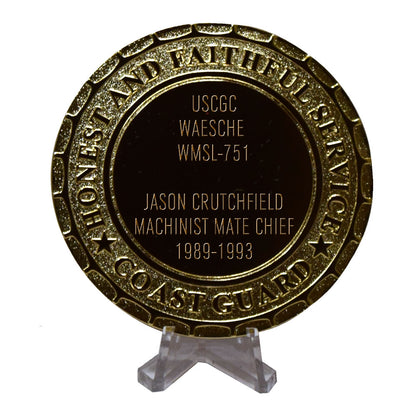 HONEST AND FAITHFUL SERVICE
USCGC
WAESCHE
WMSL-751
JASON CRUTCHFIELD
MACHINIST MATE CHIEF
1989-1993
★ COAST GUARD ★